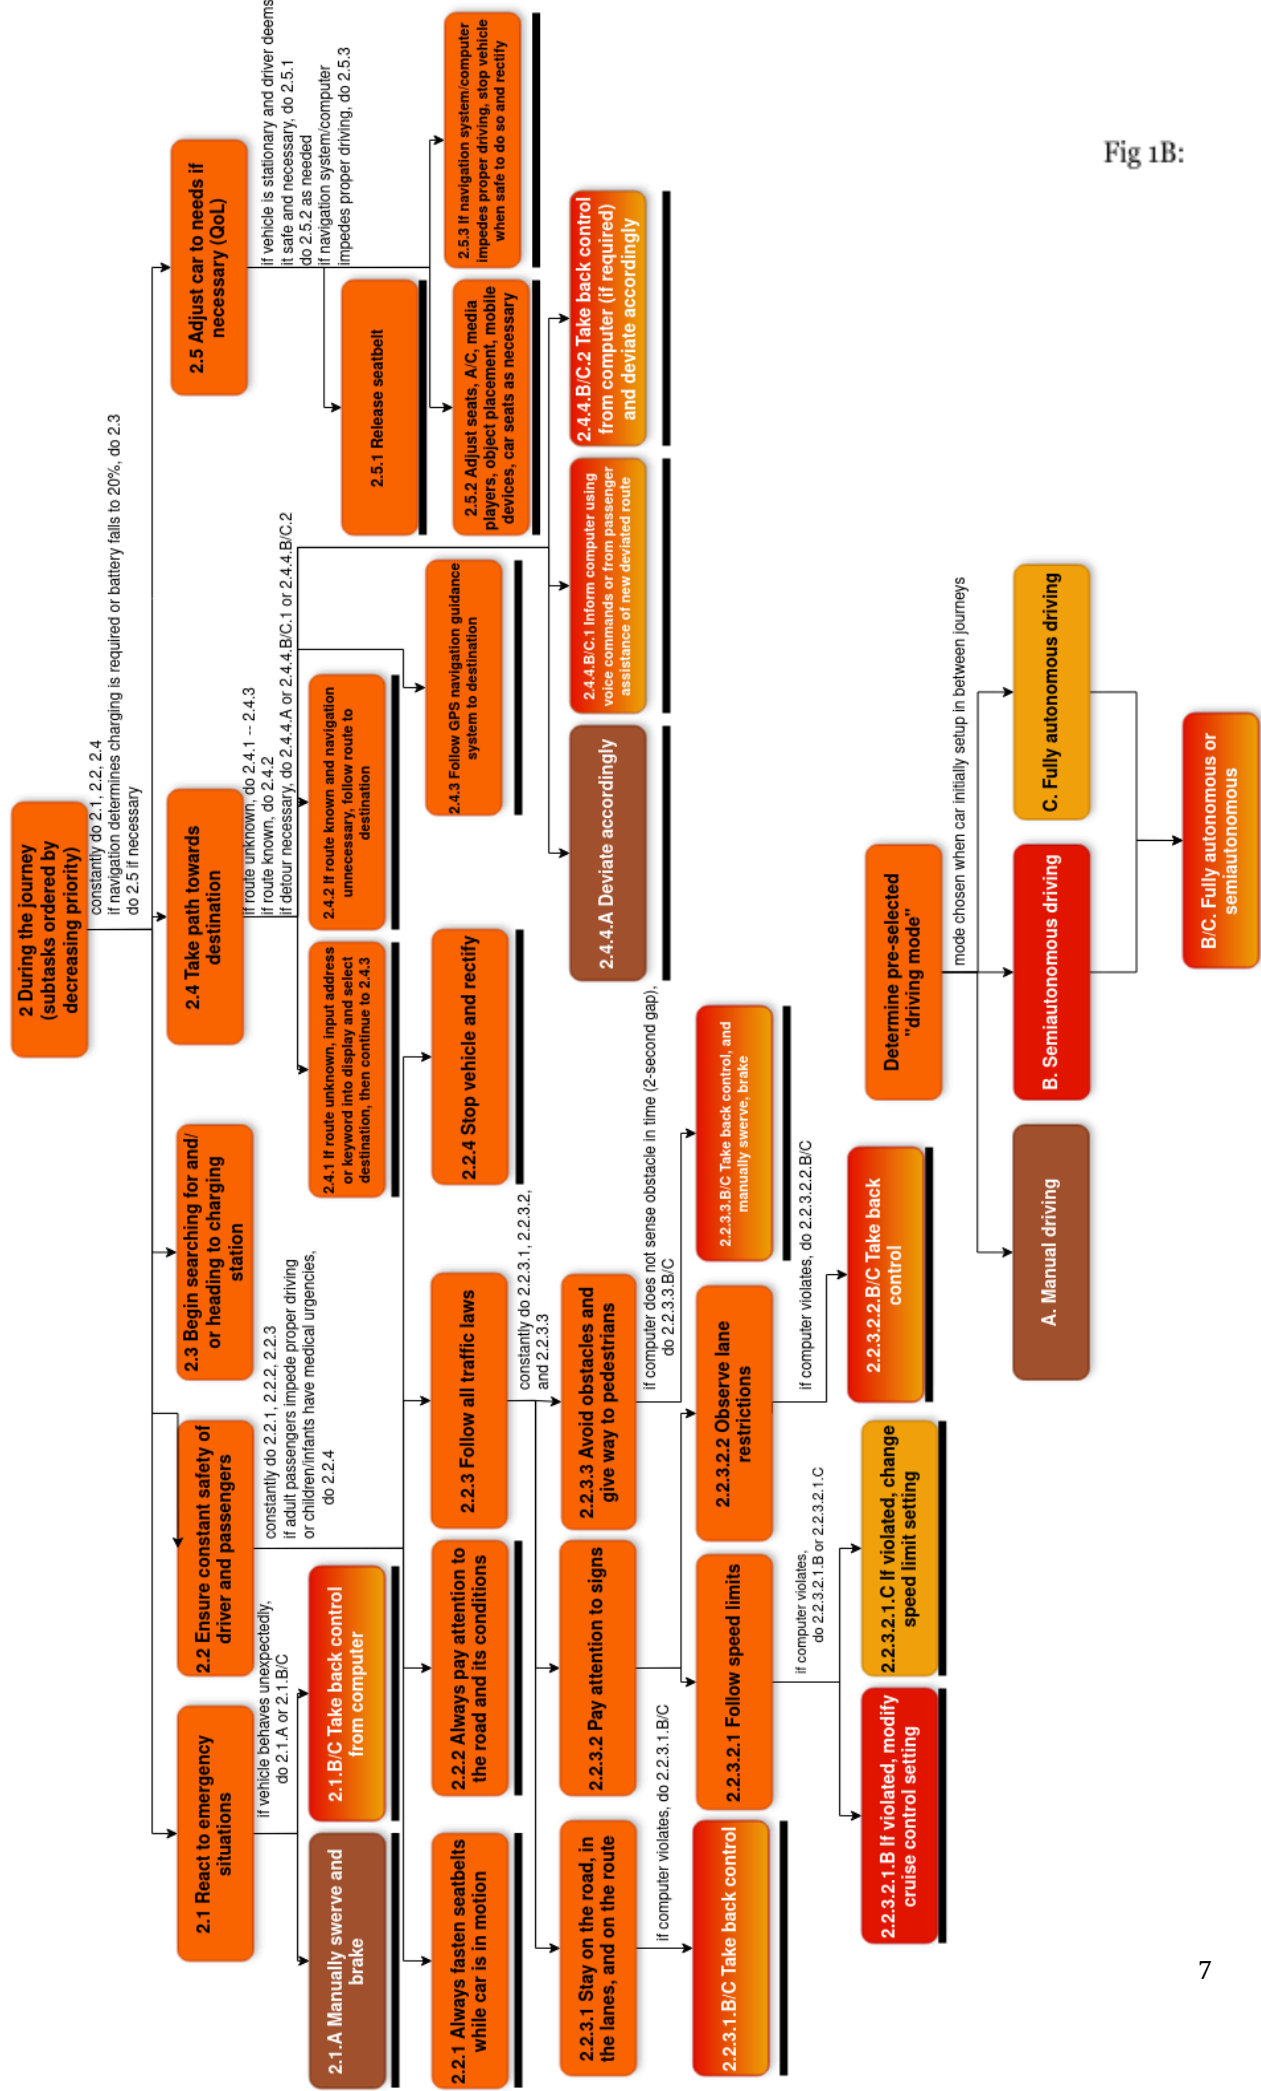 2 During the journey
(subtasks ordered by
decreasing priority)
constantly do 2.1, 2.2, 2.4
if navigation determines charging is required or battery falls to 20%, do 2.3
do 2.5 if necessary
2.1 React to emergency
situations
2.2 Ensure constant safety of
driver and passengers
2.3 Begin searching for and/
or heading to charging
station
2.4 Take path towards
destination
2.5 Adjust car to needs if
necessary (QoL)
if vehicle behaves unexpectedly,
do 2.1.A or 2.1.B/C
constantly do 2.2.1, 2.2.2, 2.2.3
if adult passengers impede proper driving
or children/infants have medical urgencies,
do 2.2.4
if route unknown, do 2.4.1 -- 2.4.3
if route known, do 2.4.2
if detour necessary, do 2.4.4.A or 2.4.4.B/C.1 or 2.4.4.B/C.2
if vehicle is stationary and driver deems
it safe and necessary, do 2.5.1
do 2.5.2 as needed
if navigation system/computer
impedes proper driving, do 2.5.3
2.1.A Manually swerve and
brake
2.1.B/C Take back control
from computer
2.4.1 If route unknown, input address
or keyword into display and select
destination, then continue to 2.4.3
2.4.2 If route known and navigation
unnecessary, follow route to
destination
2.5.1 Release seatbelt
2.2.1 Always fasten seatbelts
while car is in motion
2.2.2 Always pay attention to
the road and its conditions
2.2.3 Follow all traffic laws
2.2.4 Stop vehicle and rectify
2.4.3 Follow GPS navigation guidance
system to destination
2.5.2 Adjust seats, A/C, media
players, object placement, mobile
devices, car seats as necessary
2.5.3 If navigation system/computer
impedes proper driving, stop vehicle
when safe to do so and rectify
constantly do 2.2.3.1, 2.2.3.2,
and 2.2.3.3
2.2.3.1 Stay on the road, in
the lanes, and on the route
2.2.3.2 Pay attention to signs
2.2.3.3 Avoid obstacles and
give way to pedestrians
2.4.4.A Deviate accordingly
2.4.4.B/C.1 Inform computer using
voice commands or from passenger
assistance of new deviated route
2.4.4.B/C.2 Take back control
from computer (if required)
and deviate accordingly
if computer violates, do 2.2.3.1.B/C
if computer does not sense obstacle in time (2-second gap),
do 2.2.3.3.B/C
2.2.3.1.B/C Take back control
2.2.3.2.1 Follow speed limits
2.2.3.2.2 Observe lane
restrictions
2.2.3.3.B/C Take back control, and
manually swerve, brake
if computer violates,
do 2.2.3.2.1.B or 2.2.3.2.1.C
if computer violates, do 2.2.3.2.2.B/C
2.2.3.2.1.B If violated, modify
cruise control setting
2.2.3.2.1.C If violated, change
speed limit setting
2.2.3.2.2.B/C Take back
control
Determine pre-selected
"driving mode"
mode chosen when car initially setup in between journeys
A. Manual driving
B. Semiautonomous driving
C. Fully autonomous driving
B/C. Fully autonomous or
semiautonomous
Fig 1B:
7